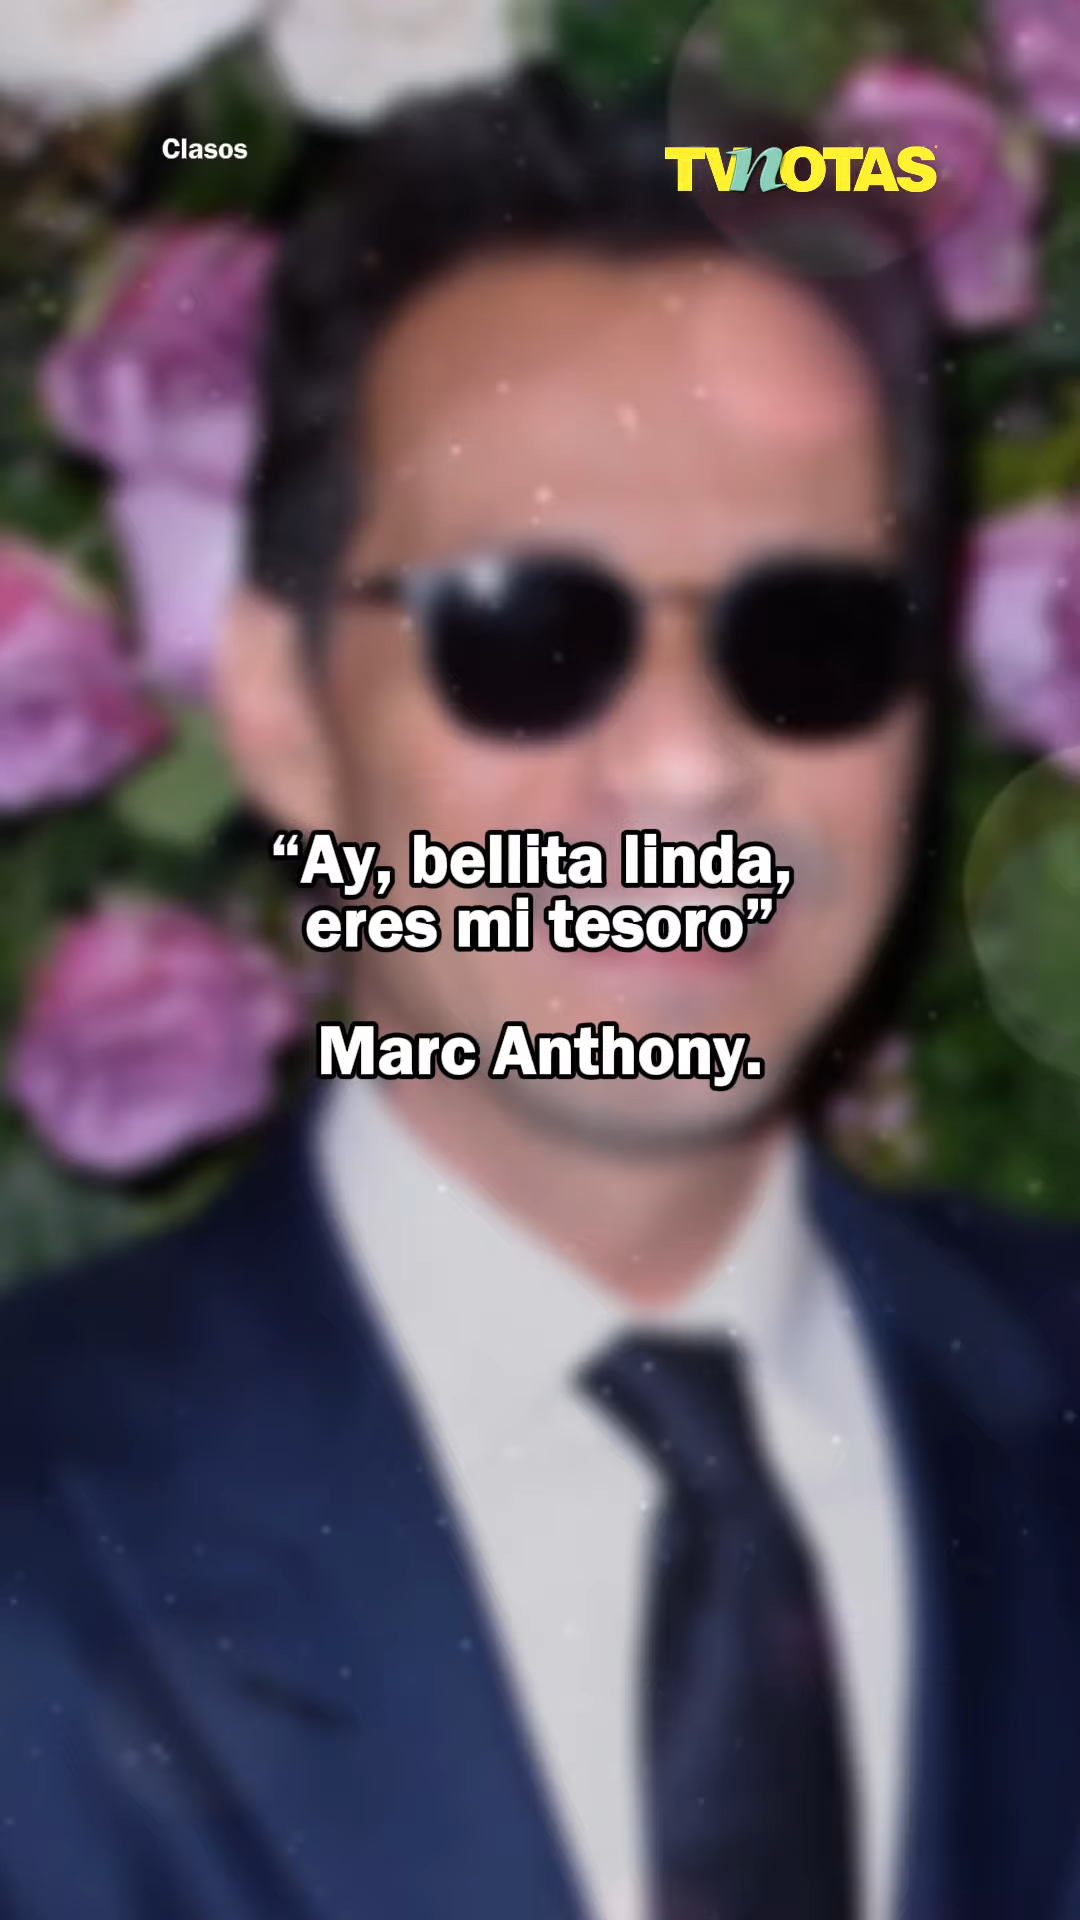 Clasos
TVnOTAS
“Ay, bellita linda,
eres mi tesoro”
Marc Anthony.